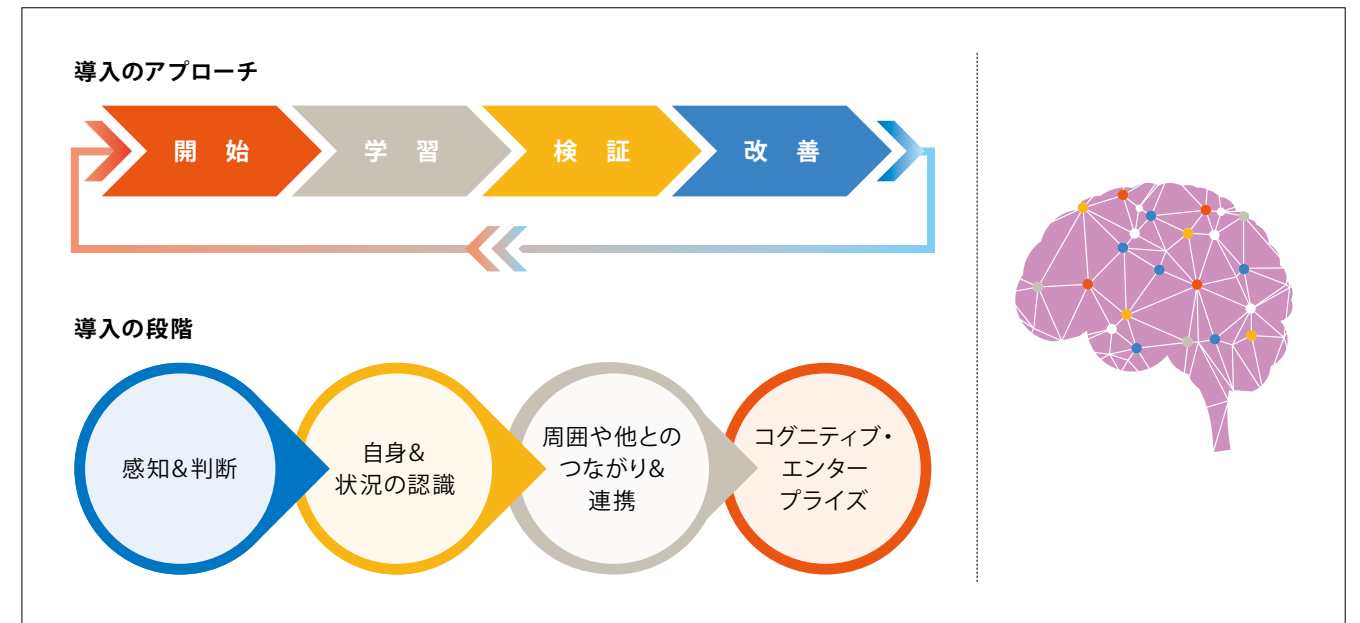 導入のアプローチ
開始
学習
検証
改善
導入の段階
感知&判断
自身&
状況の認識
周囲や他との
つながり&
連携
コグニティブ・
エンター
プライズ